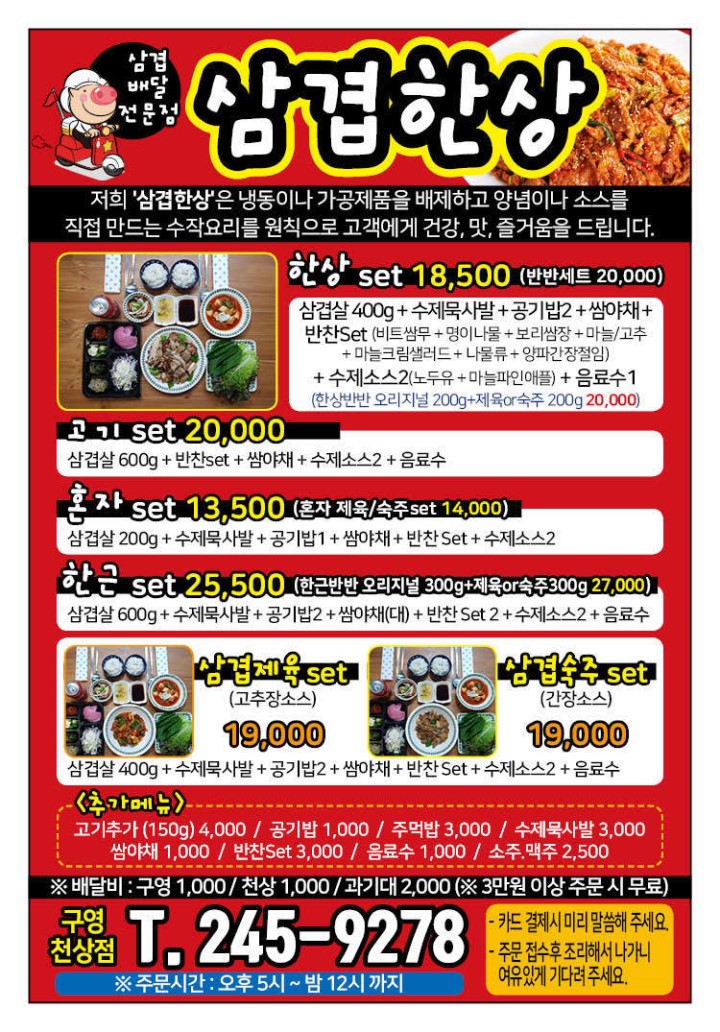 삼겹
배달
전문점
삼겹한상
저희 '삼겹한상'은 냉동이나 가공제품을 배제하고 양념이나 소스를
직접 만드는 수작요리를 원칙으로 고객에게 건강, 맛, 즐거움을 드립니다.
한상 set 18,500 (반반세트 20,000)
삼겹살 400g + 수제묵사발 + 공기밥2 + 쌈야채 +
반찬Set (비트쌈무 + 명이나물 + 보리쌈장 + 마늘/고추
+ 마늘크림샐러드 + 나물류 + 양파간장절임)
+ 수제소스2(노두유 + 마늘파인애플) + 음료수1
(한상반반 오리지널 200g+제육or숙주 200g 20,000)
고기 set 20,000
삼겹살 600g + 반찬set + 쌈야채 + 수제소스2 + 음료수
혼자 set 13,500 (혼자 제육/숙주set 14,000)
삼겹살 200g + 수제묵사발 + 공기밥1 + 쌈야채 + 반찬 Set + 수제소스2
한근 set 25,500 (한근반반 오리지널 300g+제육or숙주300g 27,000)
삼겹살 600g + 수제묵사발 + 공기밥2 + 쌈야채(대) + 반찬 Set 2 + 수제소스2 + 음료수
삼겹제육 set
(고추장소스)
19,000
삼겹숙주 set
(간장소스)
19,000
삼겹살 400g + 수제묵사발 + 공기밥2 + 쌈야채 + 반찬 Set + 수제소스2 + 음료수
<추가메뉴>
고기추가 (150g) 4,000 / 공기밥 1,000 / 주먹밥 3,000 / 수제묵사발 3,000
쌈야채 1,000 / 반찬Set 3,000 / 음료수 1,000 / 소주.맥주 2,500
※ 배달비 : 구영 1,000 / 천상 1,000 / 과기대 2,000 (※ 3만원 이상 주문 시 무료)
구영
천상점
T. 245-9278
※ 주문시간 : 오후 5시 ~ 밤 12시 까지
- 카드 결제시 미리 말씀해 주세요.
- 주문 접수후 조리해서 나가니
여유있게 기다려 주세요.